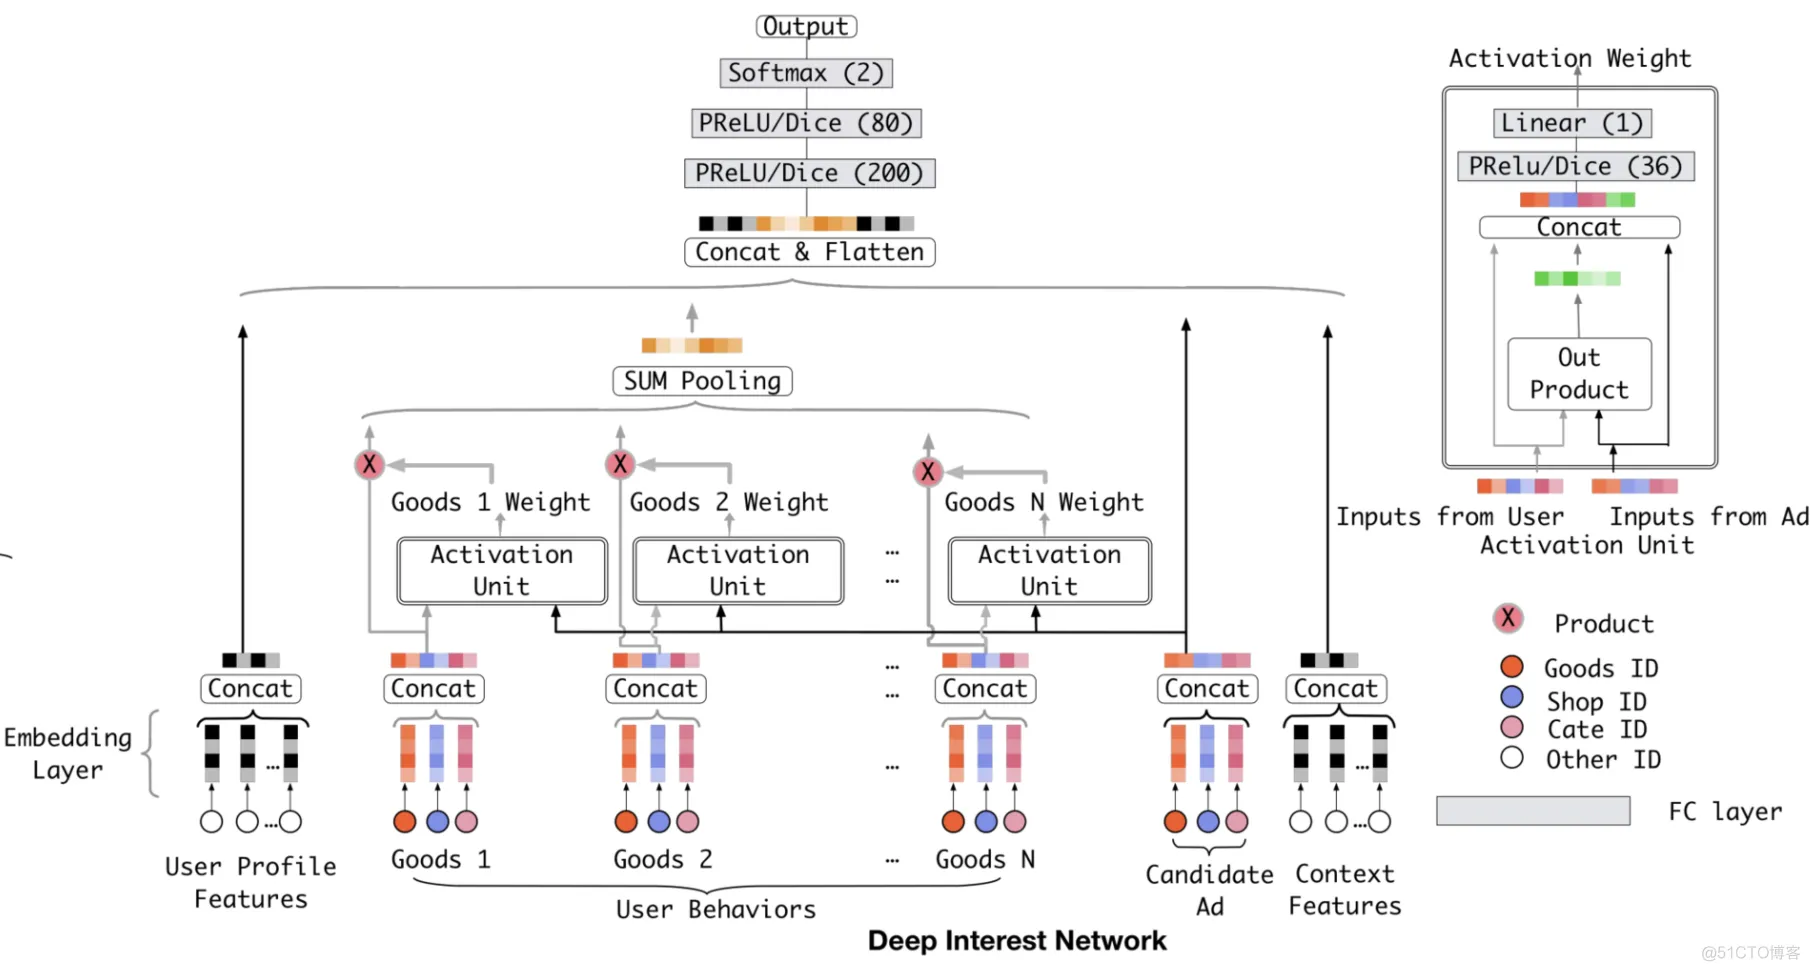 Output
Softmax (2)
PReLU/Dice (80)
PReLU/Dice (200)
Concat & Flatten
SUM Pooling
X
X
X
Goods 1 Weight
Goods 2 Weight
Goods N Weight
Activation
Unit
Activation
Unit
...
...
Activation
Unit
Concat
Concat
Concat
...
...
Concat
Concat
Concat
Embedding
Layer
...
...
...
...
...
...
User Profile
Features
Goods 1
Goods 2
...
Goods N
User Behaviors
Candidate
Ad
Context
Features
Deep Interest Network
Activation Weight
Linear (1)
PRelu/Dice (36)
Concat
Out
Product
Inputs from User
Inputs from Ad
Activation Unit
X
Product
Goods ID
Shop ID
Cate ID
Other ID
FC layer
@51CTO博客